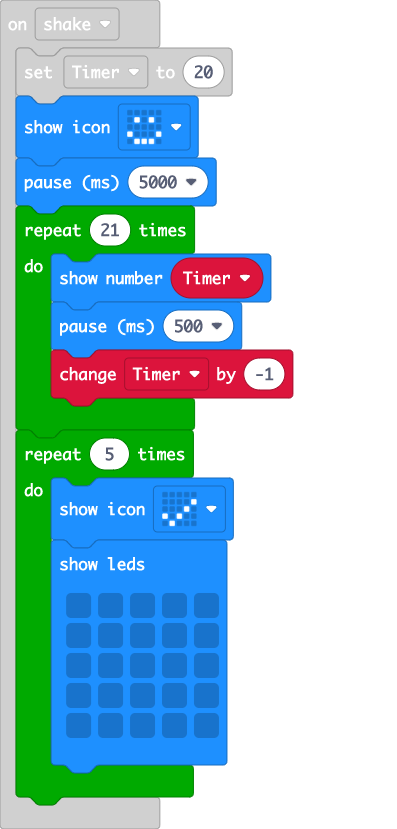 on shake
set Timer to 20
show icon
pause (ms) 5000
repeat 21 times
do
show number Timer
pause (ms) 500
change Timer by -1
repeat 5 times
do
show icon
show leds